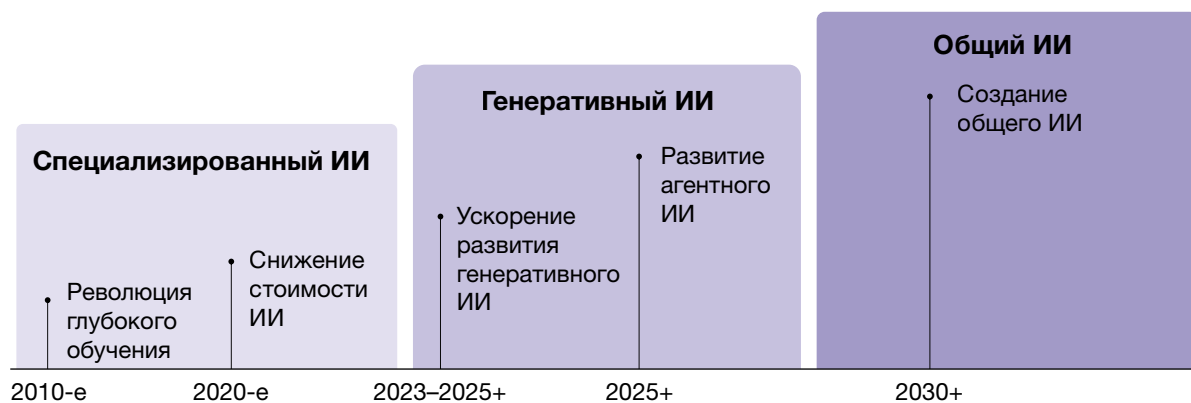 Специализированный ИИ
Революция
глубокого
обучения
Снижение
стоимости
ИИ
Генеративный ИИ
Ускорение
развития
генеративного
ИИ
Развитие
агентного
ИИ
Общий ИИ
Создание
общего ИИ
2010-е
2020-е
2023–2025+
2025+
2030+